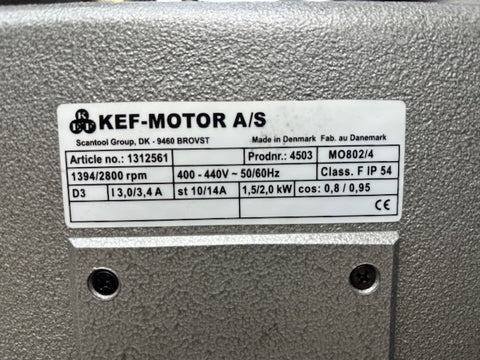 KEF
KEF-MOTOR A/S
Scantool Group, DK - 9460 BROVST Made in Denmark Fab. au Danemark
Article no.: 1312561 Prodnr.: 4503 MO802/4
1394/2800 rpm 400 - 440V ~ 50/60Hz Class. F IP 54
D3 I 3,0/3,4 A st 10/14A 1,5/2,0 kW cos: 0,8 / 0,95
CE